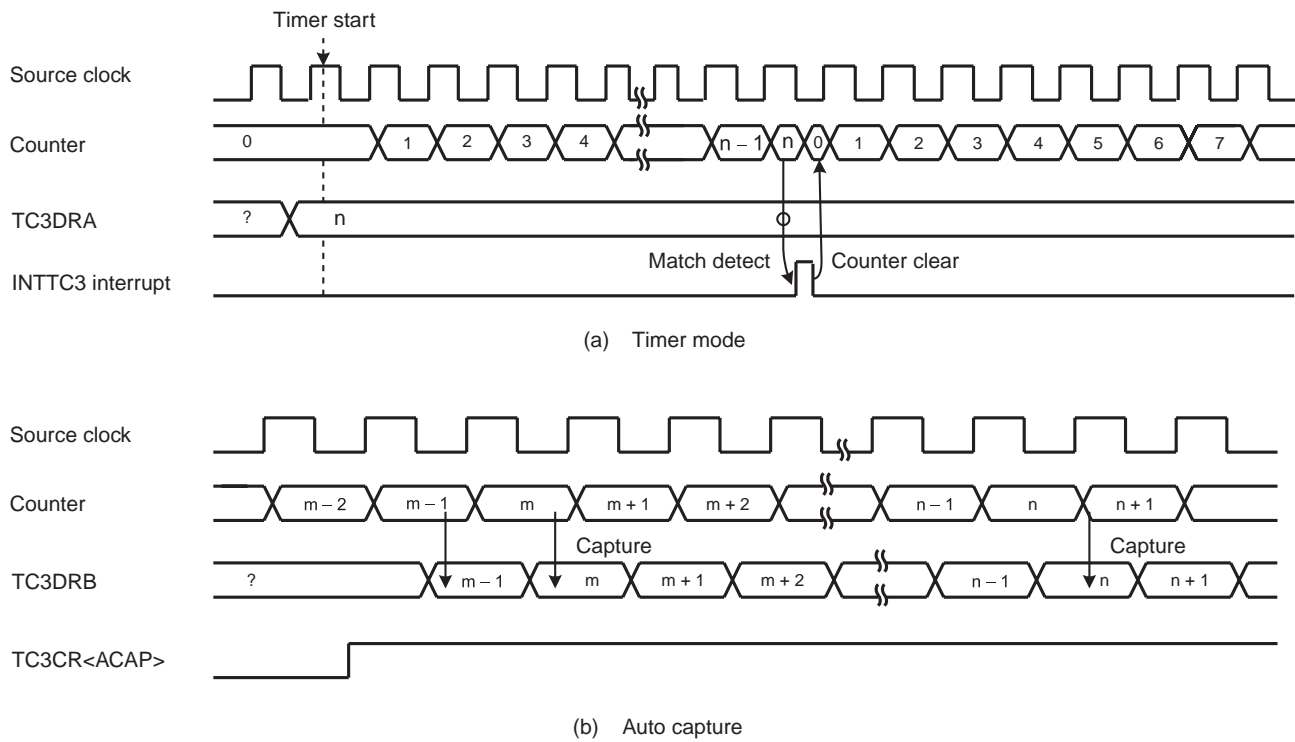 Timer start
Source clock
Counter 0 1 2 3 4 n – 1 n 0 1 2 3 4 5 6 7
TC3DRA ? n
Match detect Counter clear
INTTC3 interrupt
(a) Timer mode
Source clock
Counter m – 2 m – 1 m m + 1 m + 2 n – 1 n n + 1
Capture Capture
TC3DRB ? m – 1 m m + 1 m + 2 n – 1 n n + 1
TC3CR<ACAP>
(b) Auto capture